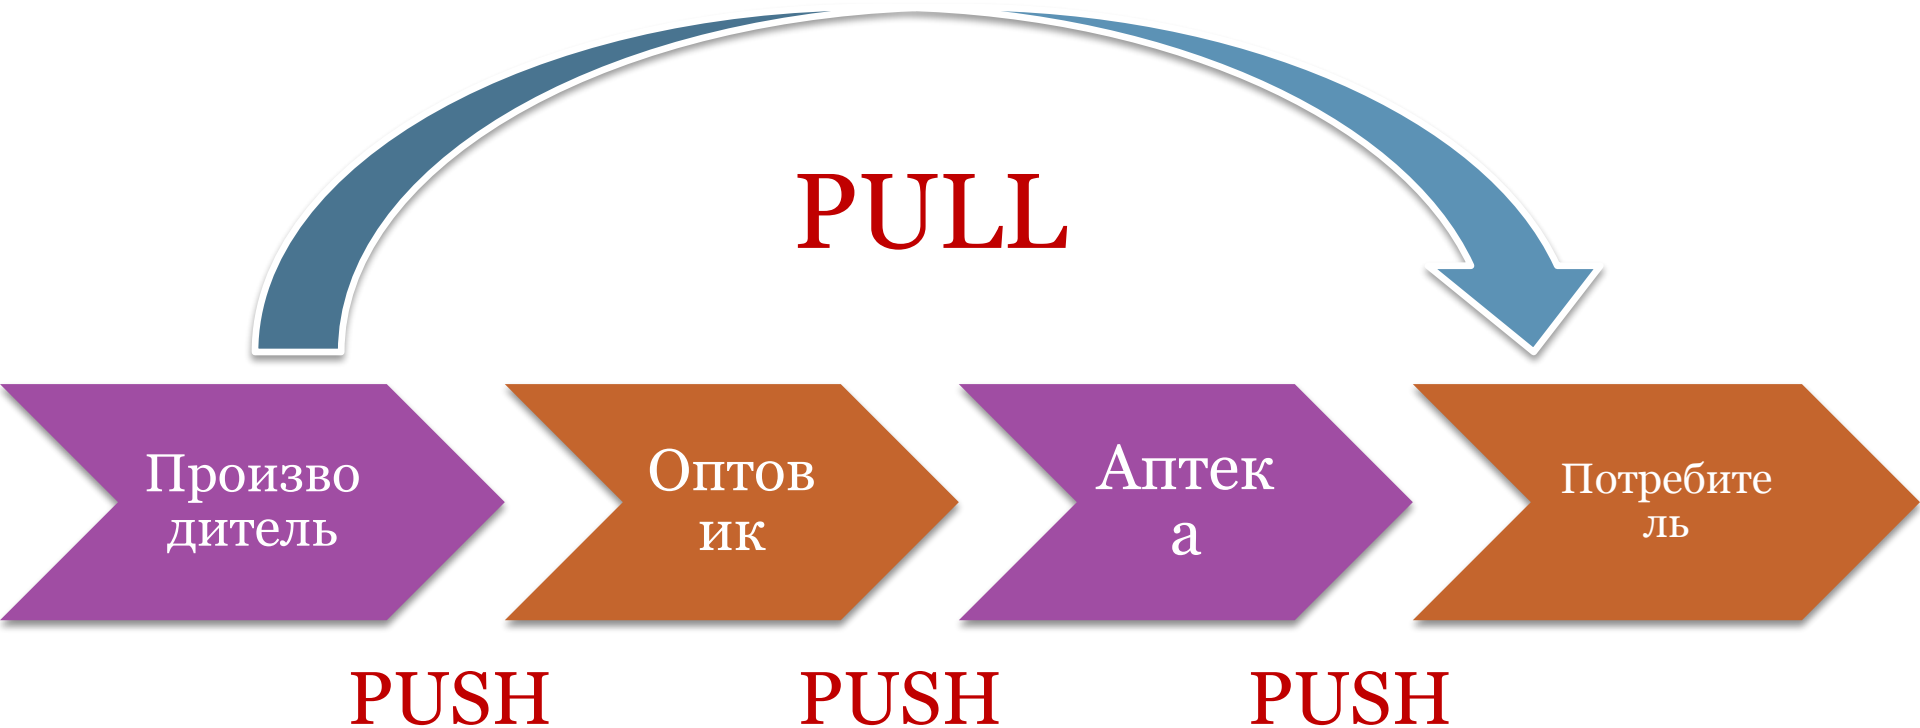 PULL
Произво
дитель
Оптов
ик
Аптек
а
Потребите
ль
PUSH PUSH PUSH